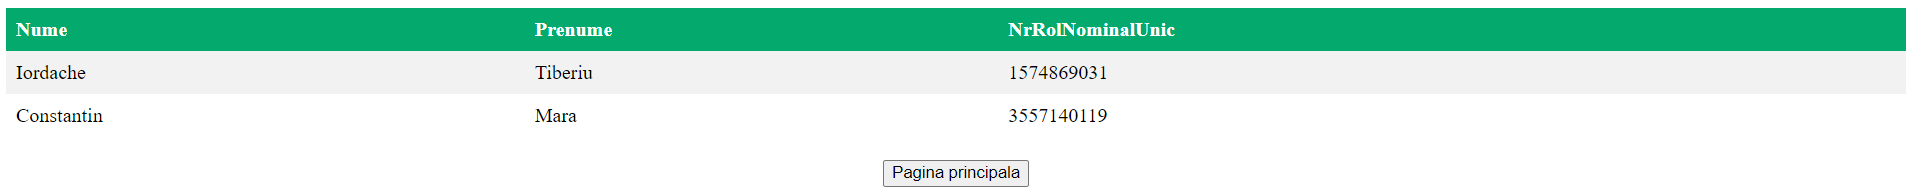 Nume Prenume NrRolNominalUnic
Iordache Tiberiu 1574869031
Constantin Mara 3557140119
Pagina principala